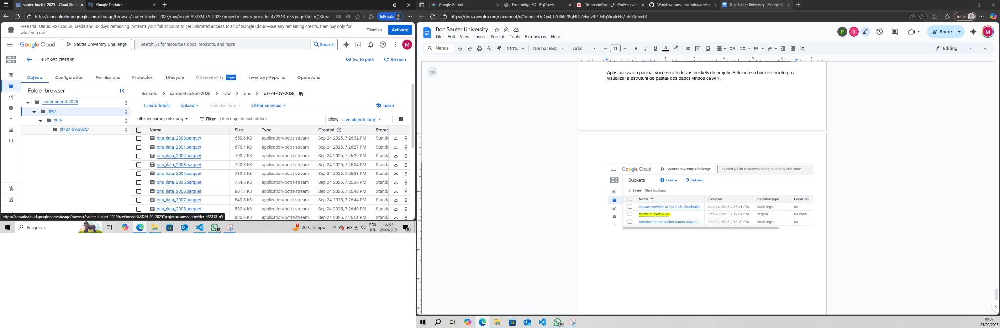 sauter-bucket-2025 – Cloud Stor
Google Tradutor
https://console.cloud.google.com/storage/browser/sauter-bucket-2025/raw/ons/dt%3D24-09-2025?project=canvas-provider-472313-n5&pageState=("Stora...
InPrivate
Free trial status: R$1,860.06 credit and 82 days remaining. Activate your full account to get unlimited access to all of Google Cloud—use any remaining credits, then pay only for
what you use.
Dismiss
Activate
Google Cloud
Sauter University Challenge
Search (/) for resources, docs, products, and more
Search
M
Bucket details
Go to path
Refresh
Objects
Configuration
Permissions
Protection
Lifecycle
Observability
New
Inventory Reports
Operations
Folder browser
sauter-bucket-2025
raw/
ons/
dt=24-09-2025/
Buckets
sauter-bucket-2025
raw
ons
dt=24-09-2025
Create folder
Upload
Transfer data
Other services
Learn
Filter by name prefix only
Filter
Filter objects and folders
Show
Live objects only
Name Size Type Created Storag
ons_data_2000.parquet 650.6 KB application/octet-stream Sep 24, 2025, 7:26:32 PM Standa
ons_data_2001.parquet 670.4 KB application/octet-stream Sep 24, 2025, 7:26:27 PM Standa
ons_data_2002.parquet 700.7 KB application/octet-stream Sep 24, 2025, 7:26:29 PM Standa
ons_data_2003.parquet 720.8 KB application/octet-stream Sep 24, 2025, 7:26:34 PM Standa
ons_data_2004.parquet 739.5 KB application/octet-stream Sep 24, 2025, 7:26:38 PM Standa
ons_data_2005.parquet 754.6 KB application/octet-stream Sep 24, 2025, 7:26:36 PM Standa
ons_data_2006.parquet 801.7 KB application/octet-stream Sep 24, 2025, 7:26:42 PM Standa
ons_data_2007.parquet 840.8 KB application/octet-stream Sep 24, 2025, 7:26:44 PM Standa
ons_data_2008.parquet 832.4 KB application/octet-stream Sep 24, 2025, 7:26:40 PM Standa
830.6 KB application/octet-stream Sep 24, 2025, 7:26:51 PM Standa
https://console.cloud.google.com/storage/browser/sauter-bucket-2025/raw/ons/dt%3D24-09-2025?project=canvas-provider-472313-n5
Pesquisar
20°C Limpo
POR
PTB
00:07
25/09/2025
Google Gemini
Erro código SQL BigQuery
DicionarioDados_EarPorReservato
Workflow runs · pedroduuarte/sau
Doc Sauter University - Google D
https://docs.google.com/document/d/1aInqLeDvjQa4jTZ0tbP28qNF2ZelyuvRPTMIqWq4cNs/edit?tab=t.0
Entrar
Doc Sauter University
File Edit View Insert Format Tools Extensions Help
P
D
Share
M
Menus
100%
Normal text
Arial
11
B
I
U
A
Editing
1 1 2 3 4 5 6 7
Após acessar a página, você verá todos os buckets do projeto. Selecione o bucket correto para
visualizar a estrutura de pastas dos dados vindos da API.
Google Cloud
Sauter University Challenge
Search (/) for resources, docs, products, and more
Buckets
Create
Refresh
Filter
Filter buckets
Name Created Location type Location
canvas-provider-472313-n5_cloudbuild Sep 24, 2025, 2:36:31 PM Multi-region us
sauter-bucket-2025 Sep 20, 2025, 9:19:34 PM Region us-east1
terraform-state-bucket-sauter-univers... Sep 20, 2025, 9:18:10 PM Multi-region us
00:07
25/09/2025